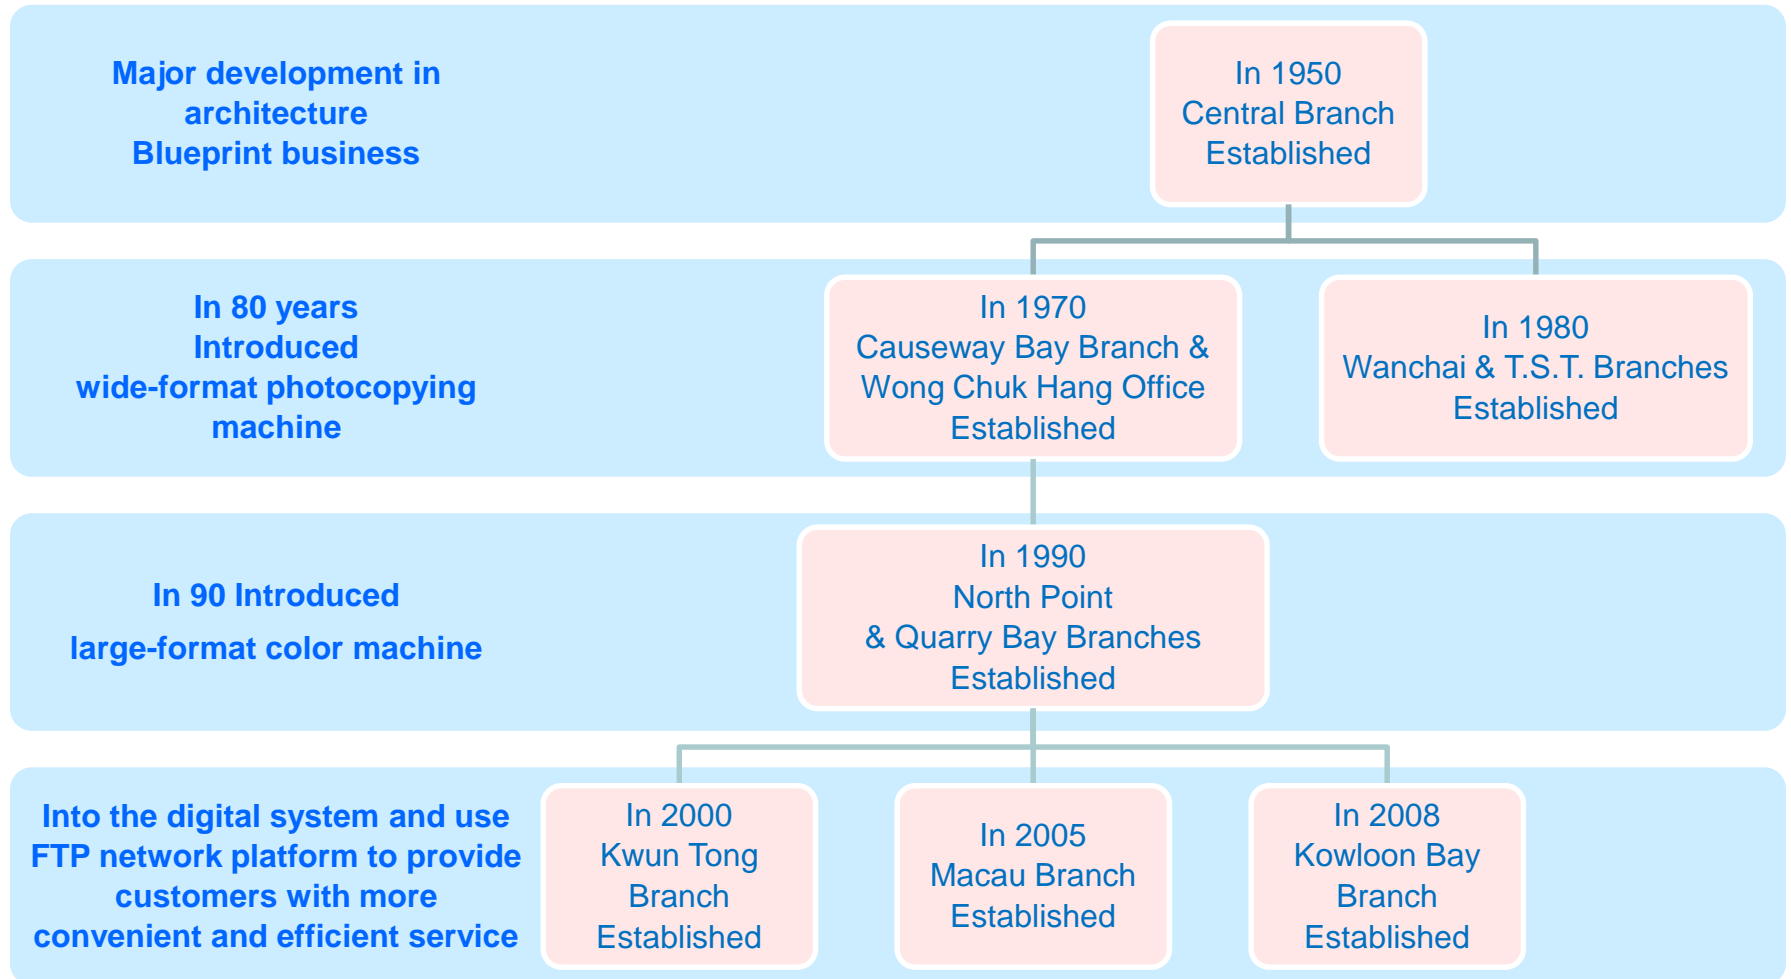 Major development in
architecture
Blueprint business
In 1950
Central Branch
Established
In 80 years
Introduced
wide-format photocopying
machine
In 1970
Causeway Bay Branch &
Wong Chuk Hang Office
Established
In 1980
Wanchai & T.S.T. Branches
Established
In 90 Introduced
large-format color machine
In 1990
North Point
& Quarry Bay Branches
Established
Into the digital system and use
FTP network platform to provide
customers with more
convenient and efficient service
In 2000
Kwun Tong
Branch
Established
In 2005
Macau Branch
Established
In 2008
Kowloon Bay
Branch
Established